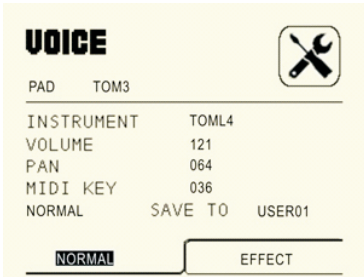 VOICE
PAD TOM3
INSTRUMENT TOML4
VOLUME 121
PAN 064
MIDI KEY 036
NORMAL SAVE TO USER01
NORMAL EFFECT